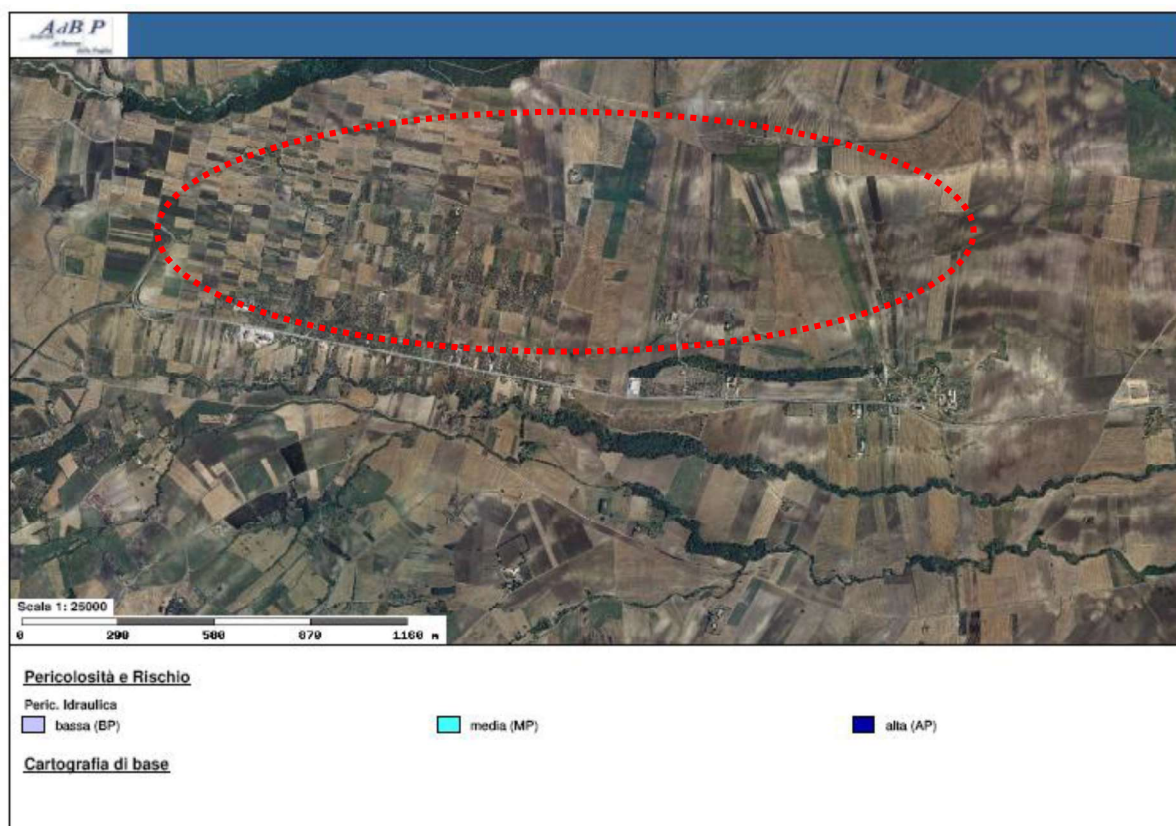 AdB P
Scala 1: 25000
0 290 580 870 1160 m
Pericolosità e Rischio
Peric. Idraulica
bassa (BP) media (MP) alta (AP)
Cartografia di base